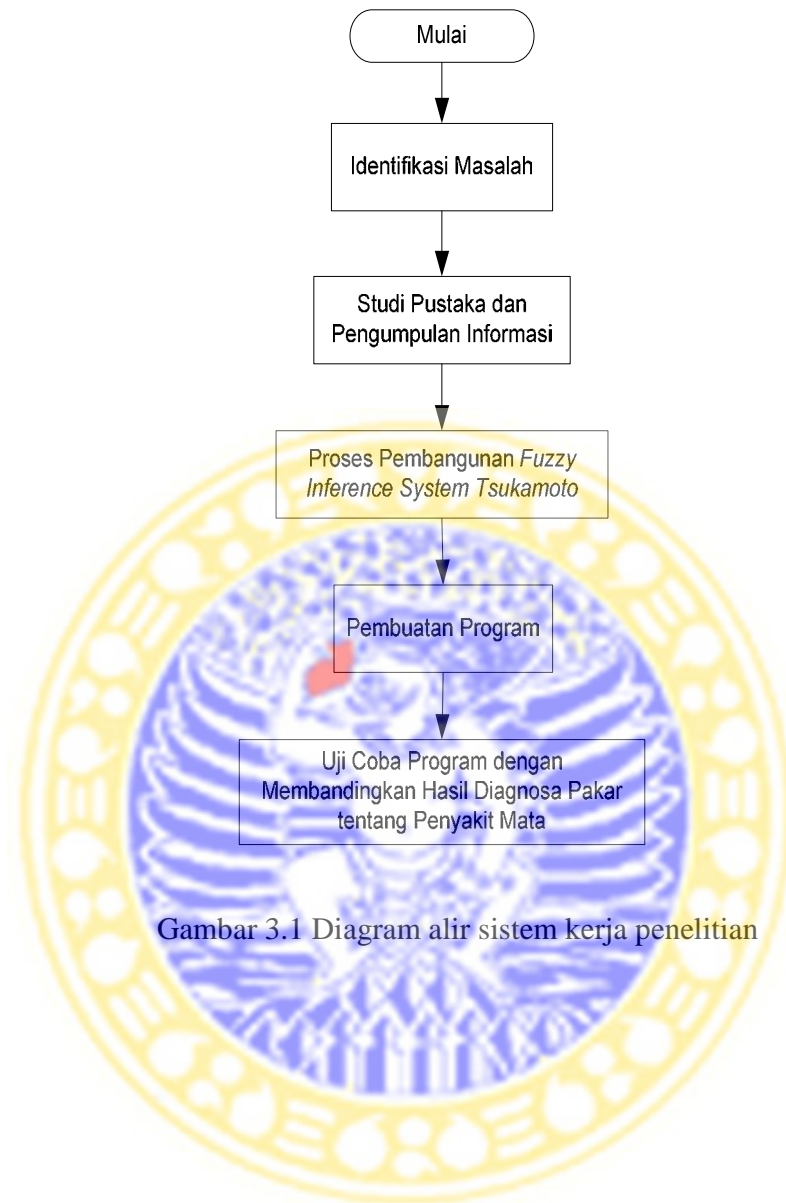 Mulai
Identifikasi Masalah
Studi Pustaka dan
Pengumpulan Informasi
Proses Pembangunan Fuzzy
Inference System Tsukamoto
Pembuatan Program
Uji Coba Program dengan
Membandingkan Hasil Diagnosa Pakar
tentang Penyakit Mata
Gambar 3.1 Diagram alir sistem kerja penelitian